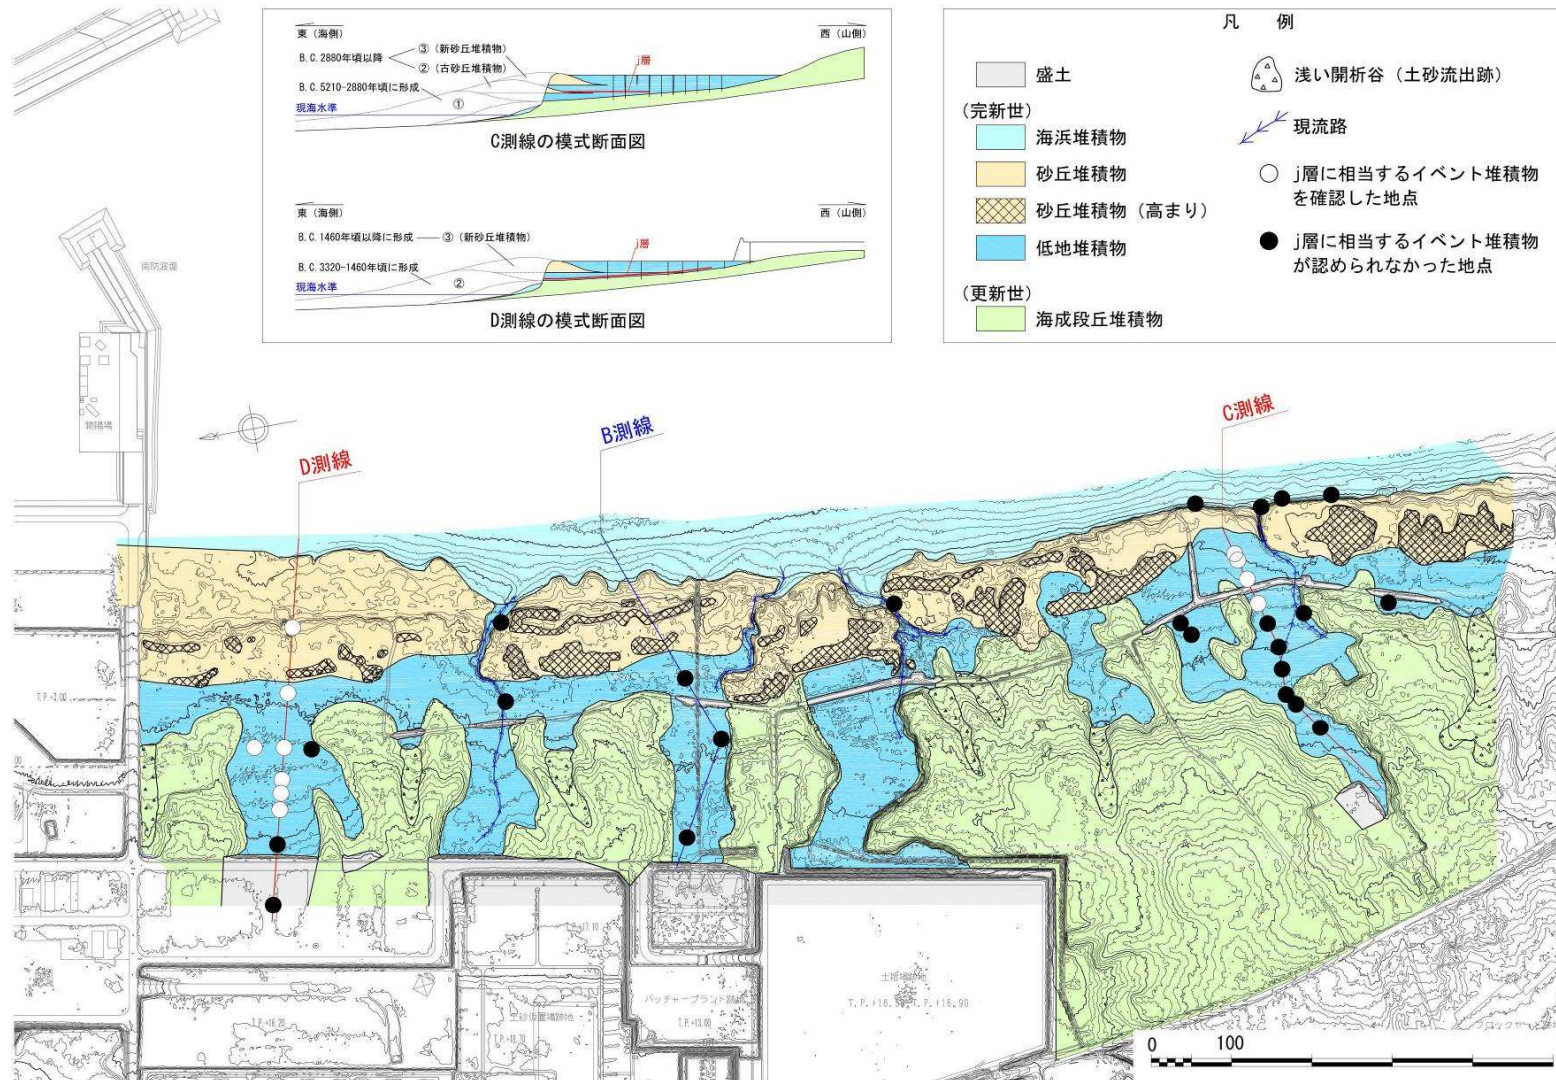 東 (海側)
西 (山側)
B.C.2880年頃以降
③ (新砂丘堆積物)
② (古砂丘堆積物)
B.C.5210-2880年頃に形成
①
j層
現海水準
C測線の模式断面図
東 (海側)
西 (山側)
B.C.1460年頃以降に形成
③ (新砂丘堆積物)
B.C.3320-1460年頃に形成
②
j層
現海水準
D測線の模式断面図
凡 例
盛土
(完新世)
海浜堆積物
砂丘堆積物
砂丘堆積物 (高まり)
低地堆積物
(更新世)
海成段丘堆積物
浅い開析谷 (土砂流出跡)
現流路
j層に相当するイベント堆積物
を確認した地点
j層に相当するイベント堆積物
が認められなかった地点
南防波堤
物揚場
D測線
B測線
C測線
T.P.+16.20
T.P.+13.00
土砂仮置場跡地
0 100